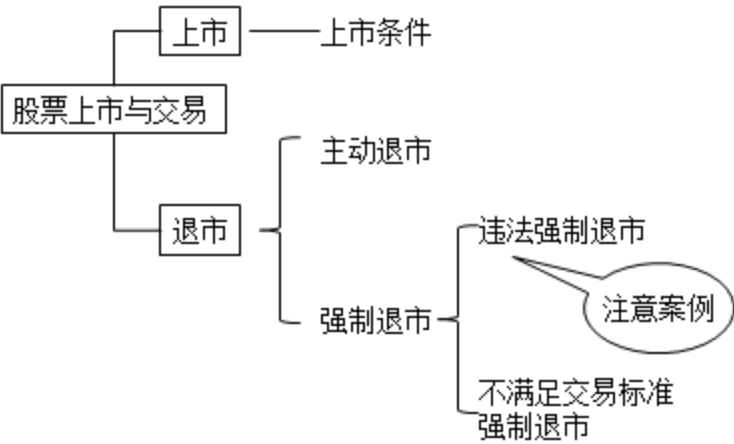 上市
上市条件
股票上市与交易
主动退市
退市
违法强制退市
注意案例
强制退市
不满足交易标准
强制退市